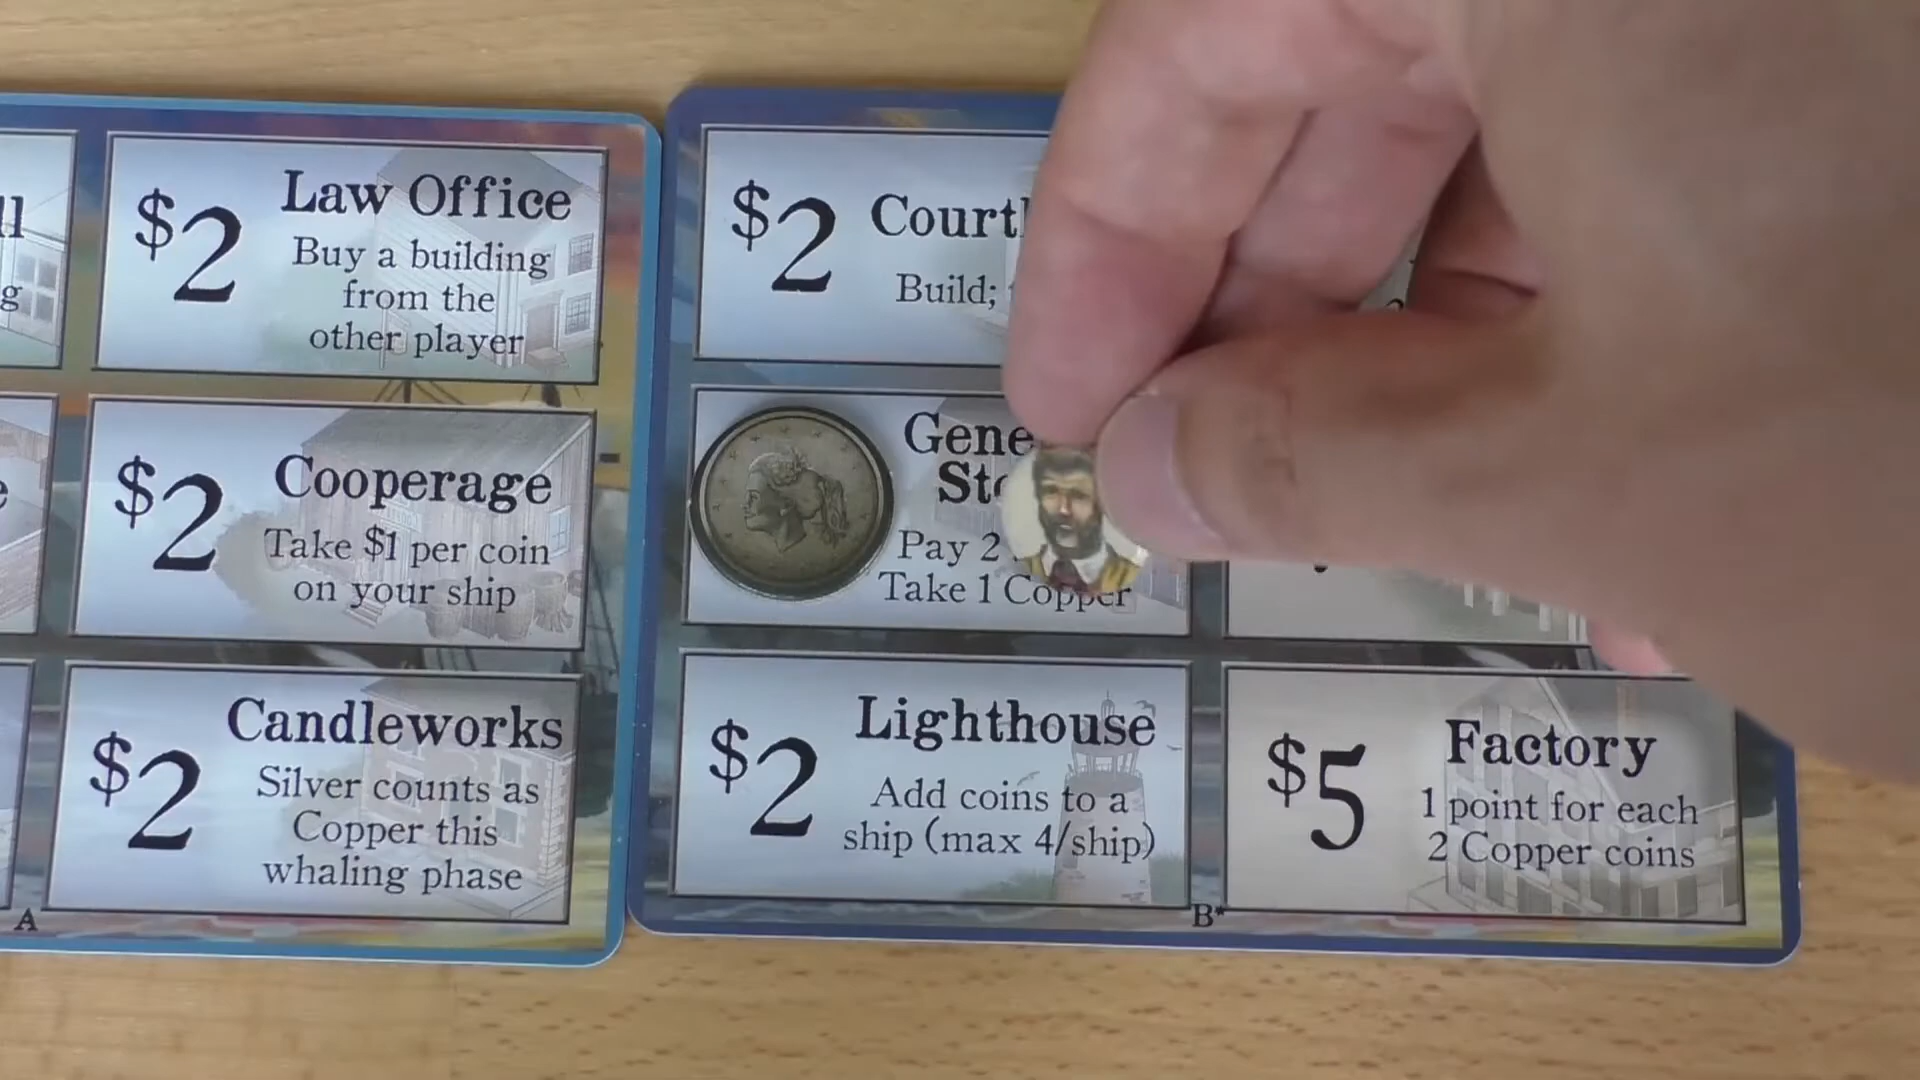 $2
Law Office
Buy a building
from the
other player
$2
Cooperage
Take $1 per coin
on your ship
$2
Candleworks
Silver counts as
Copper this
whaling phase
A
$2
Build;
Pay 2
Take 1 Copper
$2
Lighthouse
Add coins to a
ship (max 4/ship)
$5
Factory
1 point for each
2 Copper coins
B*